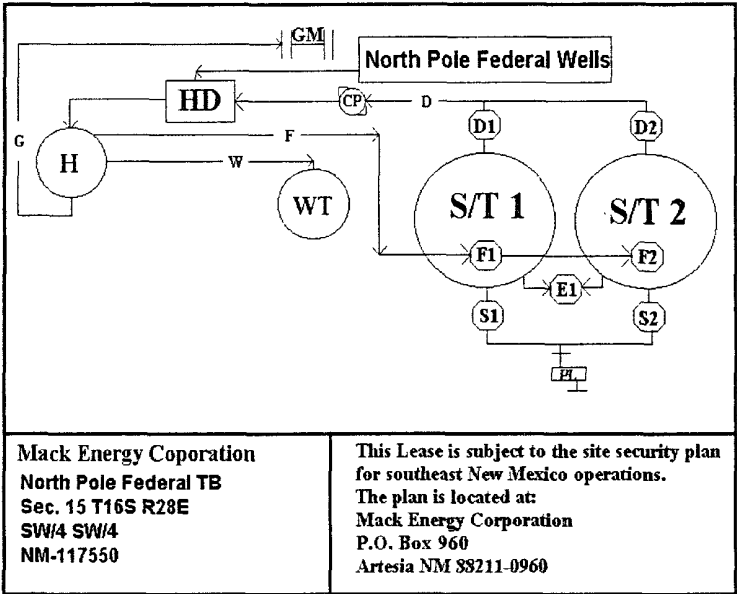 GM
North Pole Federal Wells
HD
CP
D
D1
D2
G
F
H
W
WT
S/T 1
S/T 2
F1
F2
E1
S1
S2
PL
Mack Energy Coporation
North Pole Federal TB
Sec. 15 T16S R28E
SW/4 SW/4
NM-117550
This Lease is subject to the site security plan
for southeast New Mexico operations.
The plan is located at:
Mack Energy Corporation
P.O. Box 960
Artesia NM 88211-0960